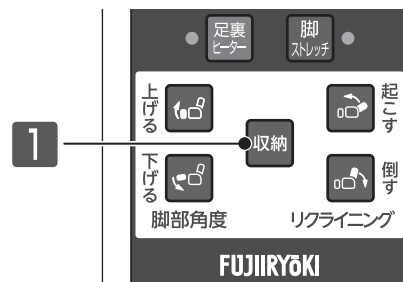 足裏
ヒーター
脚
ストレッチ
上げる
起こす
1
収納
下げる
倒す
脚部角度
リクライニング
FUJIIRYŌKI